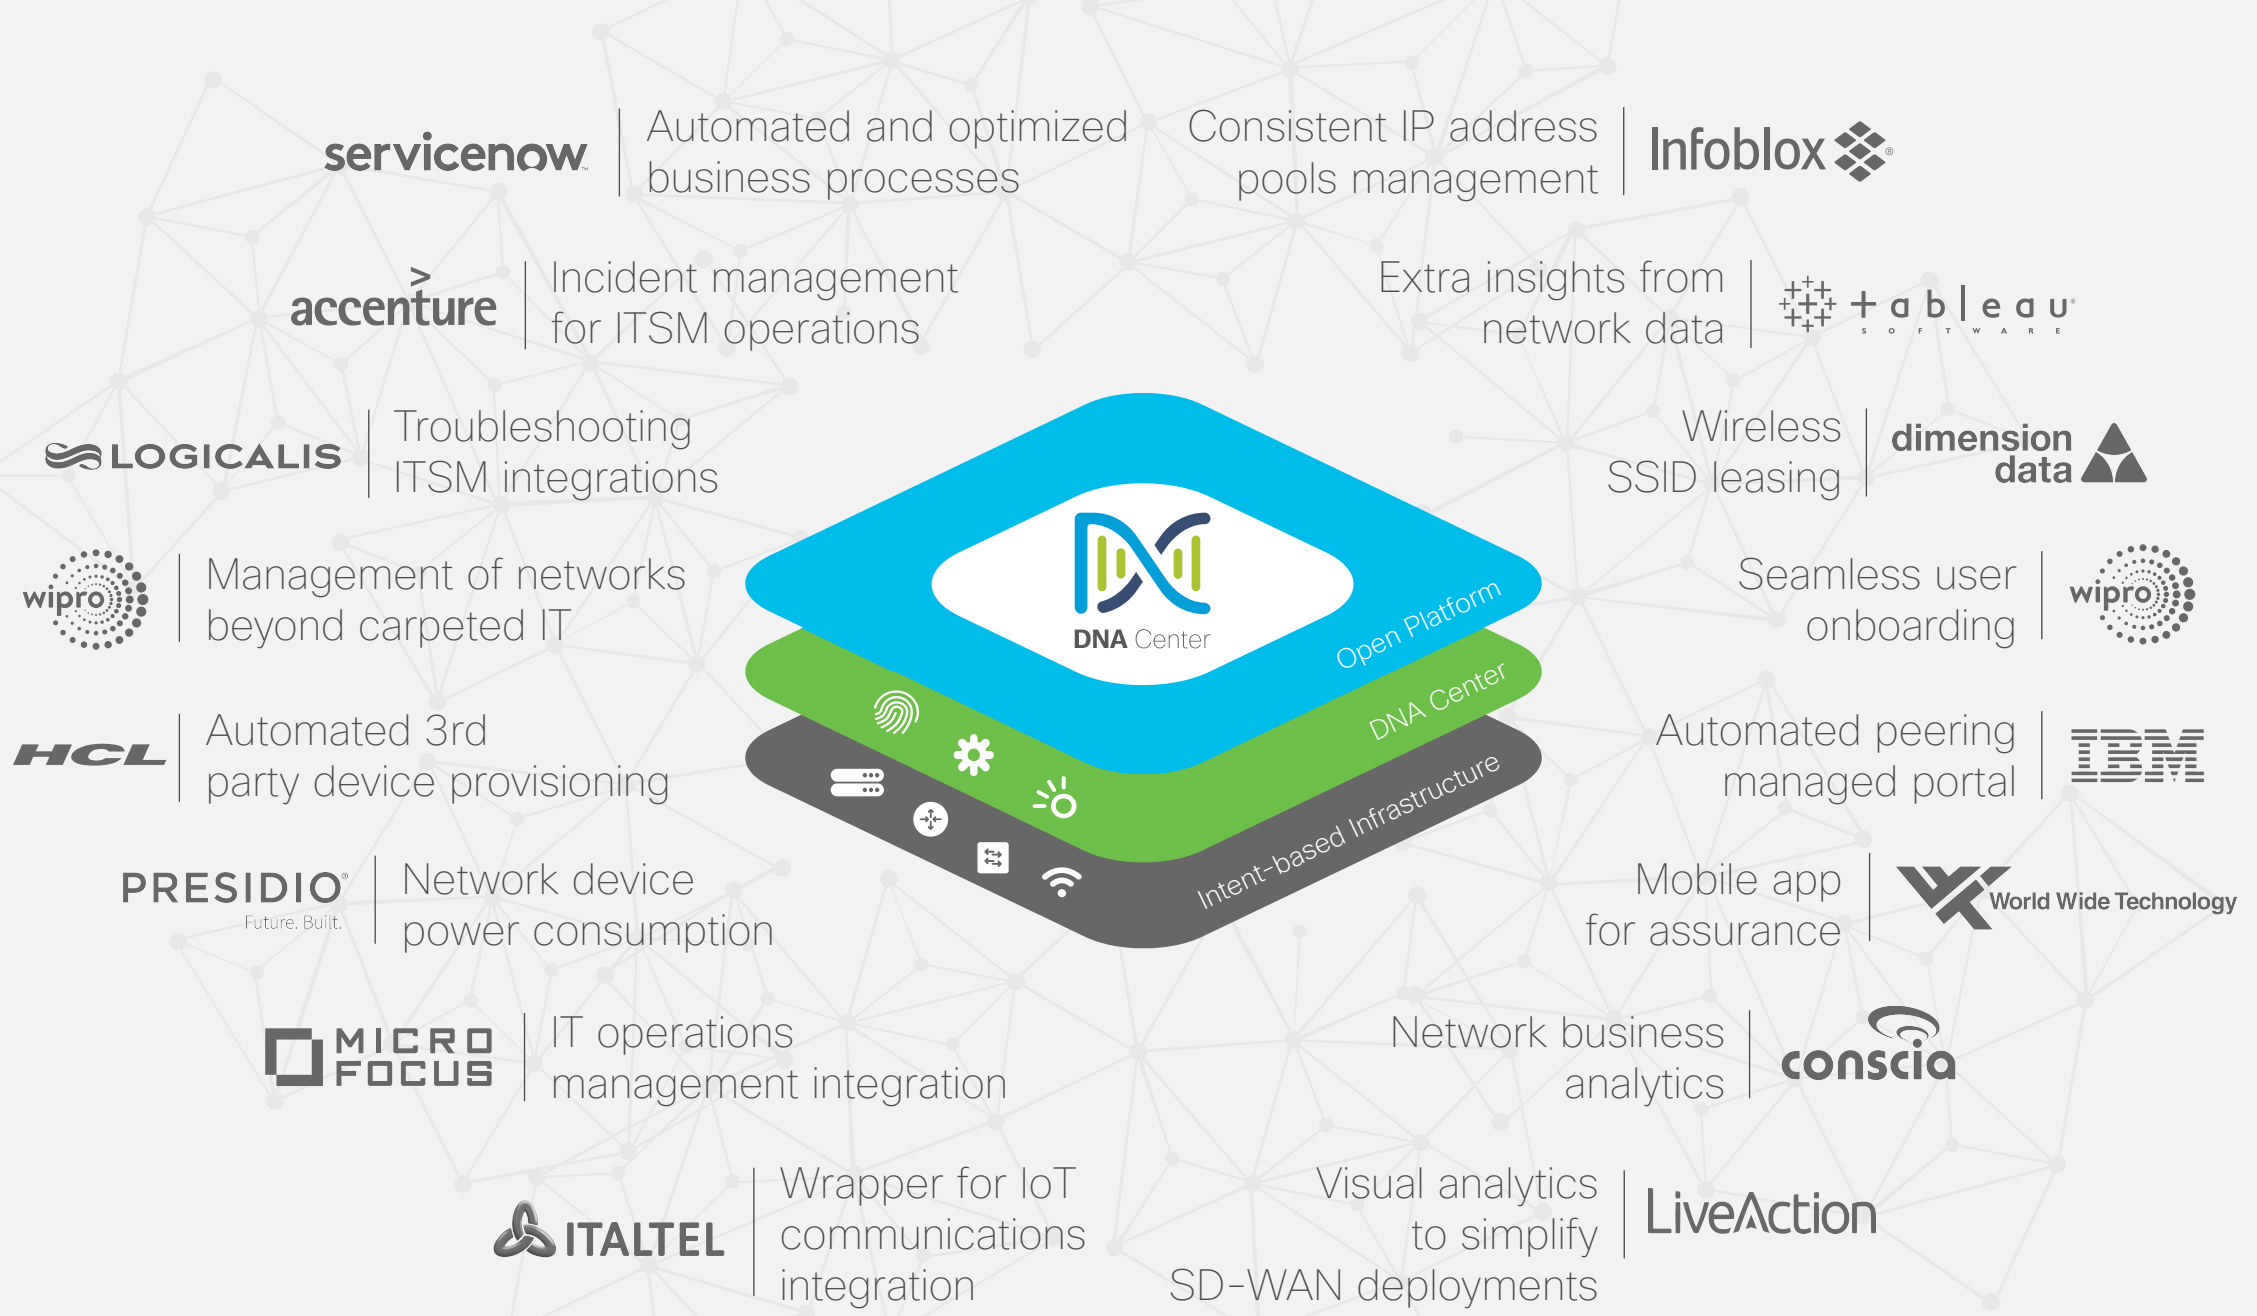 servicenow
Automated and optimized
business processes
Consistent IP address
pools management
Infoblox ®
accenture
Incident management
for ITSM operations
Extra insights from
network data
tableau®
SOFTWARE
LOGICALIS
Troubleshooting
ITSM integrations
Wireless
SSID leasing
dimension
data
wipro
Management of networks
beyond carpeted IT
DNA Center
Open Platform
DNA Center
Intent-based Infrastructure
Seamless user
onboarding
wipro
HCL
Automated 3rd
party device provisioning
Automated peering
managed portal
IBM
PRESIDIO®
Future. Built.
Network device
power consumption
Mobile app
for assurance
World Wide Technology
MICRO
FOCUS
IT operations
management integration
Network business
analytics
conscia
ITALTEL
Wrapper for IoT
communications
integration
Visual analytics
to simplify
SD-WAN deployments
LiveAction